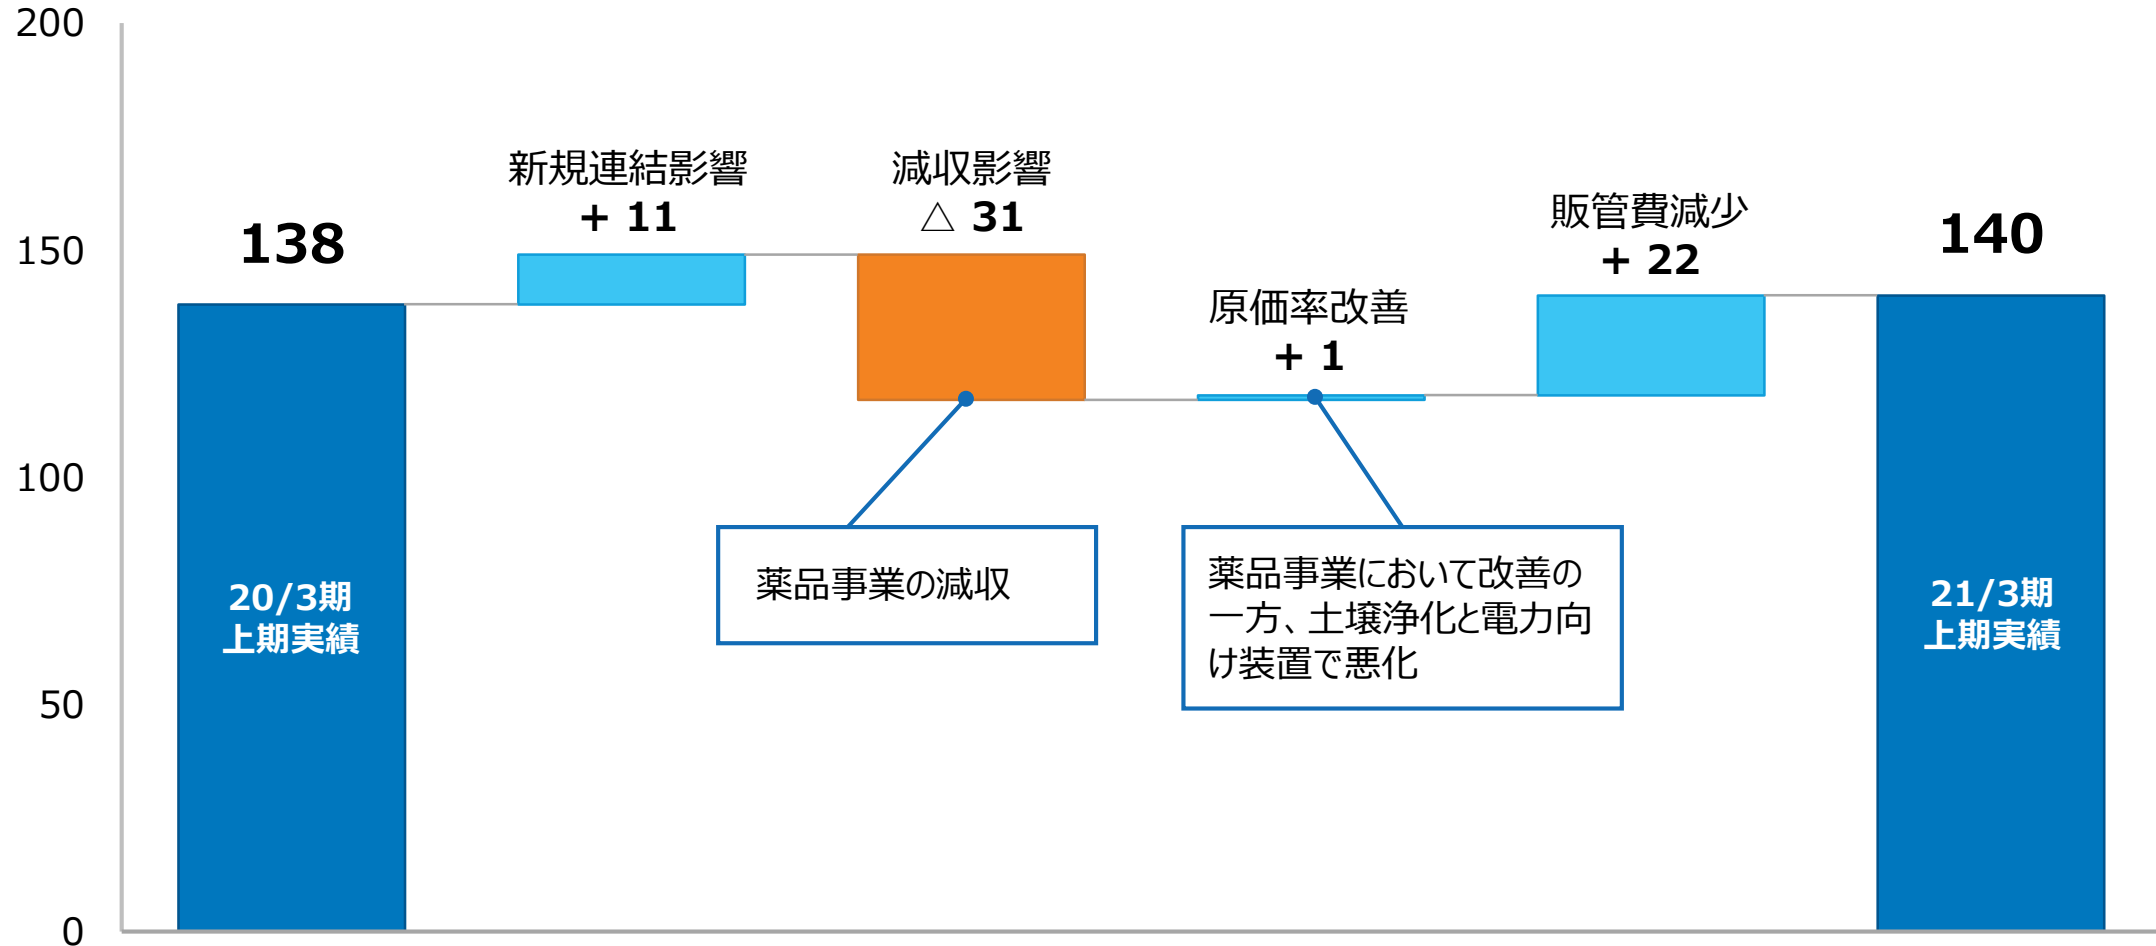 200
150
100
50
0
138
新規連結影響
+ 11
減収影響
△ 31
原価率改善
+ 1
販管費減少
+ 22
140
薬品事業の減収
薬品事業において改善の
一方、土壌浄化と電力向
け装置で悪化
20/3期
上期実績
21/3期
上期実績